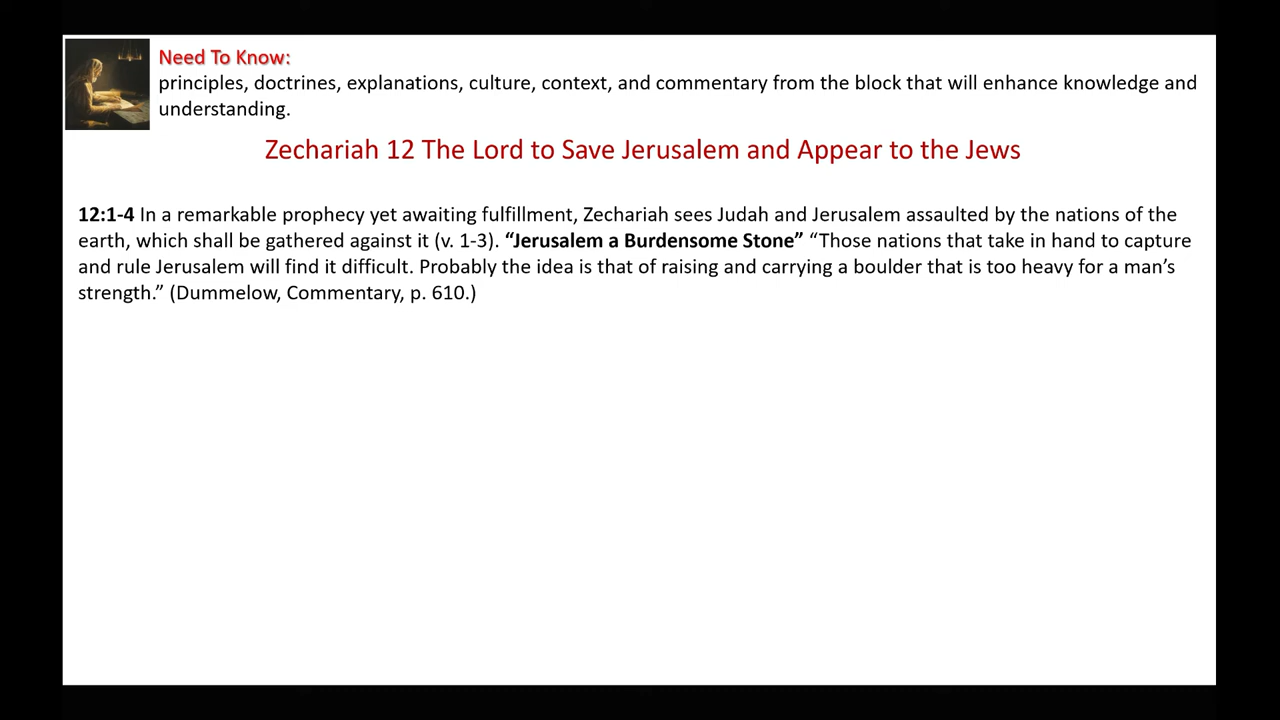 Need To Know:
principles, doctrines, explanations, culture, context, and commentary from the block that will enhance knowledge and
understanding.
Zechariah 12 The Lord to Save Jerusalem and Appear to the Jews
12:1-4 In a remarkable prophecy yet awaiting fulfillment, Zechariah sees Judah and Jerusalem assaulted by the nations of the
earth, which shall be gathered against it (v. 1-3). “Jerusalem a Burdensome Stone” “Those nations that take in hand to capture
and rule Jerusalem will find it difficult. Probably the idea is that of raising and carrying a boulder that is too heavy for a man’s
strength.” (Dummelow, Commentary, p. 610.)